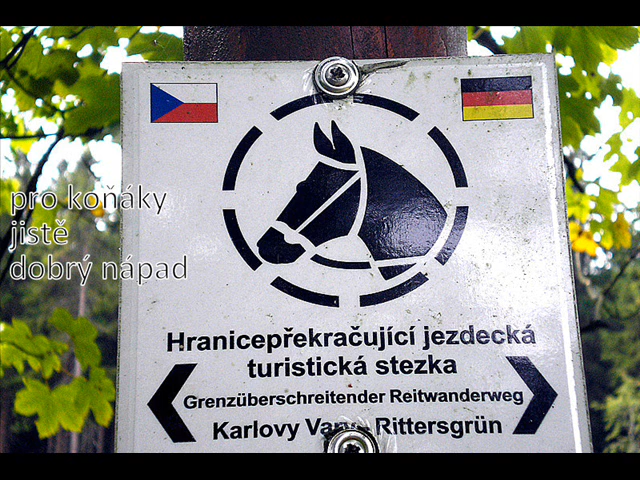 pro koňáky
jistě
dobrý nápad
Hranicepřekračující jezdecká
turistická stezka
Grenzüberschreitender Reitwanderweg
Karlovy Vary - Rittersgrün